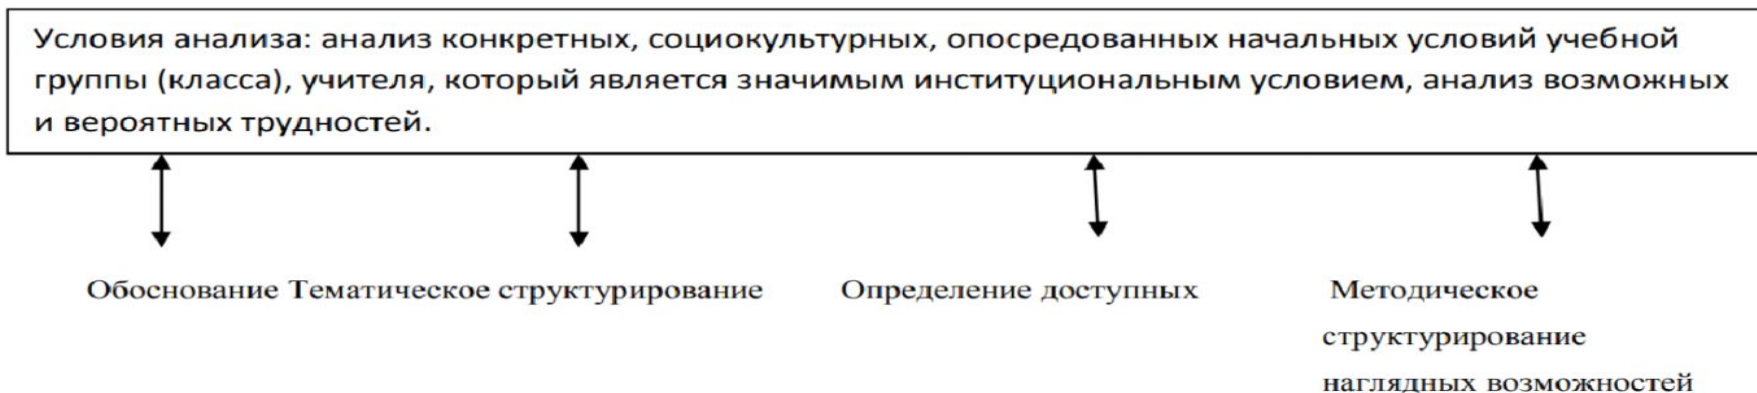 Условия анализа: анализ конкретных, социокультурных, опосредованных начальных условий учебной
группы (класса), учителя, который является значимым институциональным условием, анализ возможных
и вероятных трудностей.
Обоснование Тематическое структурирование Определение доступных Методическое
структурирование
наглядных возможностей